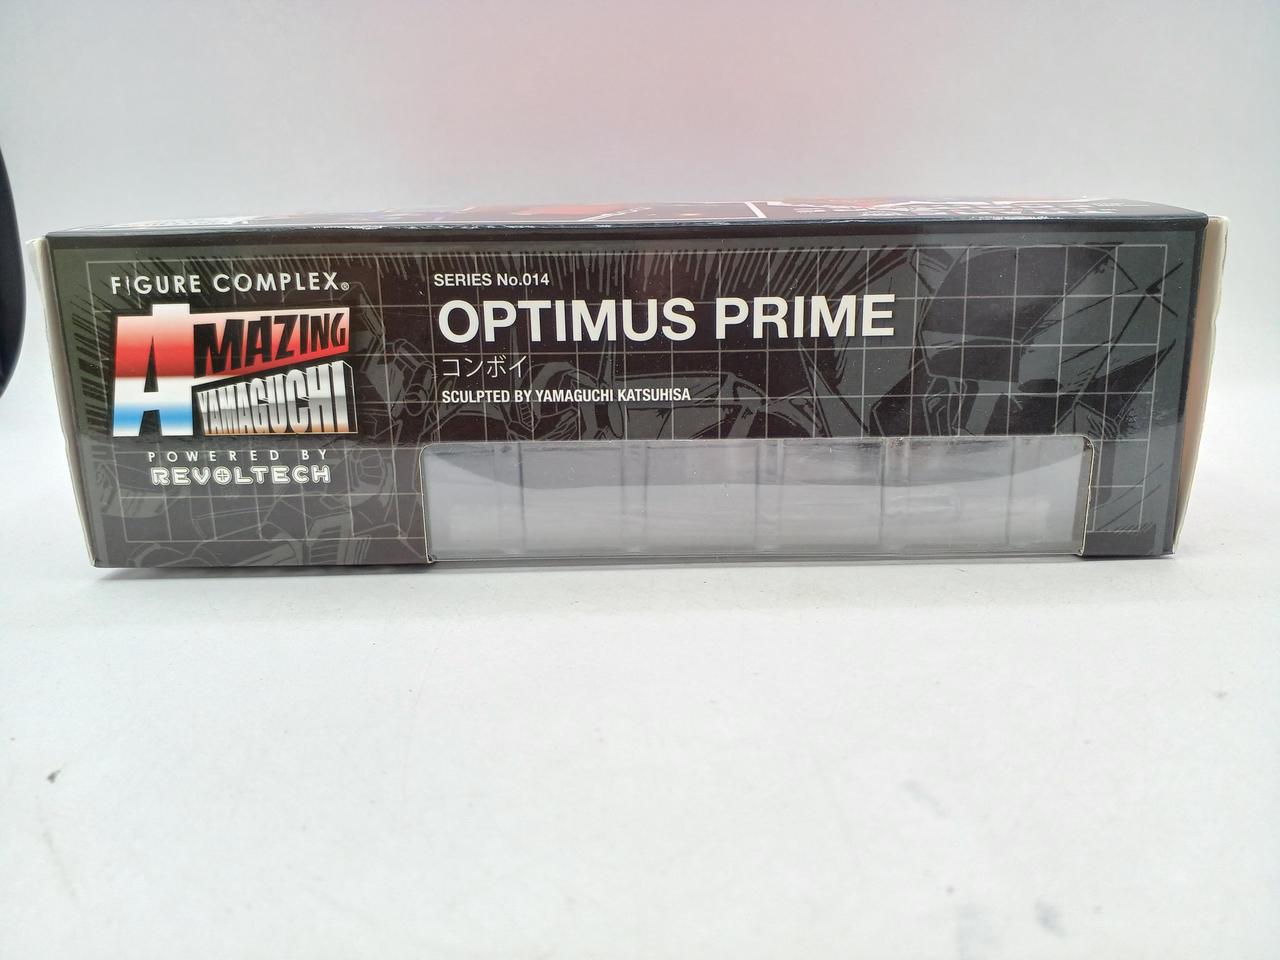 FIGURE COMPLEX®
AMAZING
YAMAGUCHI
POWERED BY
REVOLTECH
SERIES No.014
OPTIMUS PRIME
コンボイ
SCULPTED BY YAMAGUCHI KATSUHISA